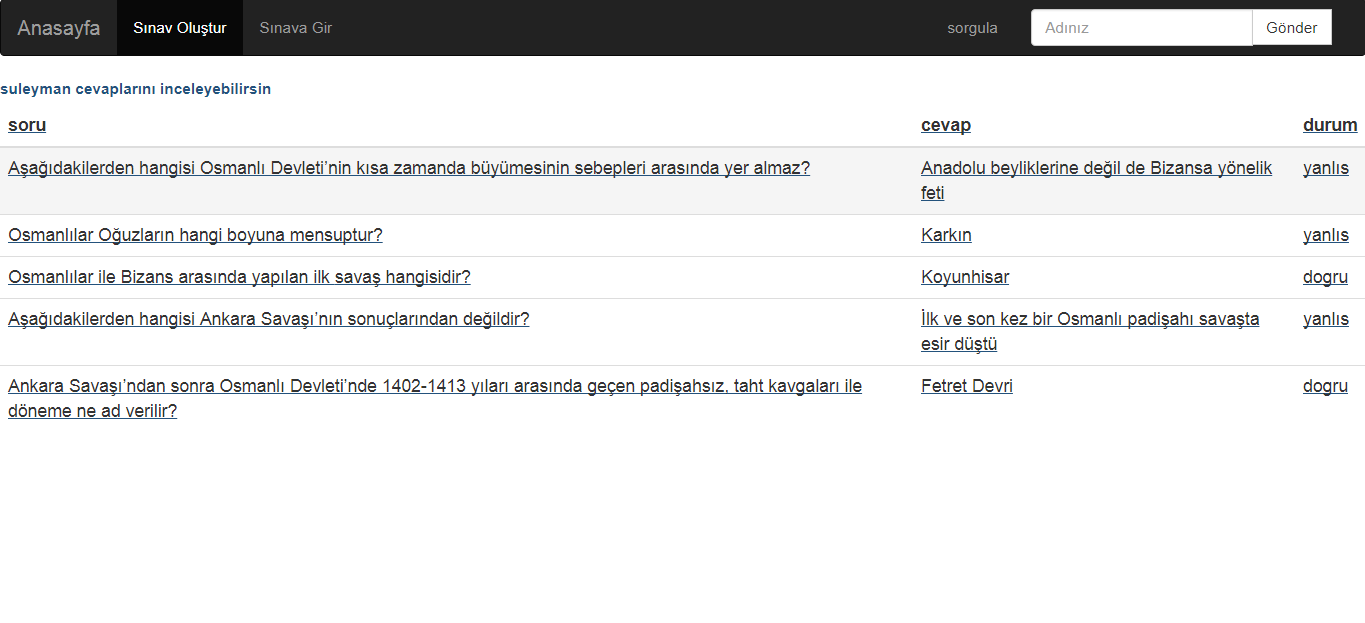 Anasayfa Sınav Oluştur Sınava Gir sorgula Adınız Gönder
suleyman cevaplarını inceleyebilirsin
soru cevap durum
Aşağıdakilerden hangisi Osmanlı Devleti’nin kısa zamanda büyümesinin sebepleri arasında yer almaz? Anadolu beyliklerine değil de Bizansa yönelik yanlıs
feti
Osmanlılar Oğuzların hangi boyuna mensuptur? Karkın yanlıs
Osmanlılar ile Bizans arasında yapılan ilk savaş hangisidir? Koyunhisar dogru
Aşağıdakilerden hangisi Ankara Savaşı’nın sonuçlarından değildir? İlk ve son kez bir Osmanlı padişahı savaşta yanlıs
esir düştü
Ankara Savaşı’ndan sonra Osmanlı Devleti’nde 1402-1413 yıları arasında geçen padişahsız, taht kavgaları ile Fetret Devri dogru
döneme ne ad verilir?